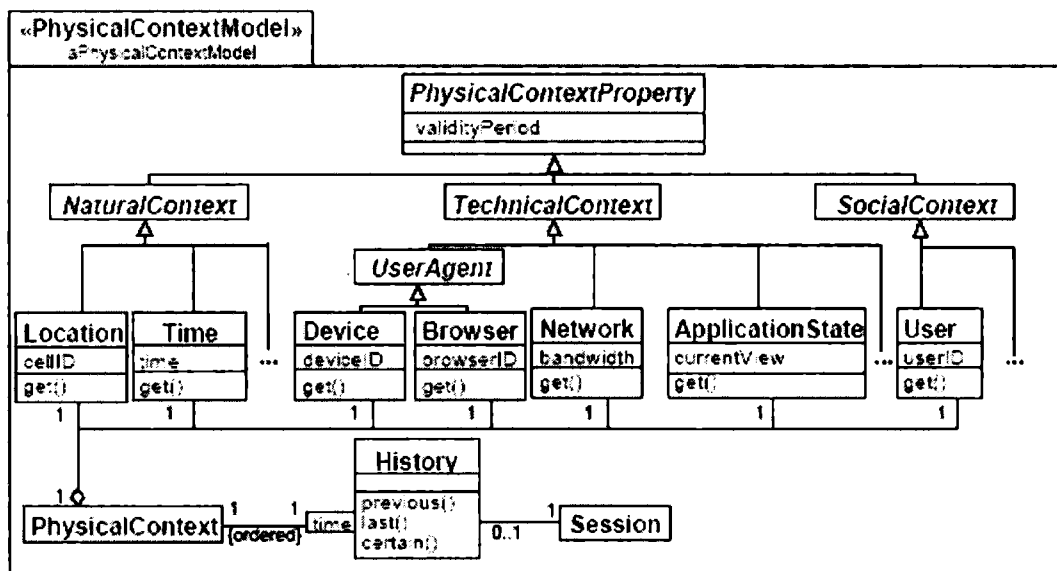 «PhysicalContextModel»
aPhysicalContextModel
PhysicalContextProperty
validityPeriod
NaturalContext
TechnicalContext
SocialContext
UserAgent
Location
cellID
get()
Time
time
get()
Device
deviceID
get()
Browser
browserID
get()
Network
bandwidth
get()
ApplicationState
currentView
get()
User
userID
get()
...
...
...
1
1
1
1
1
1
1
1
PhysicalContext
1
1
{ordered}
time
History
previous()
last()
certain()
0..1
1
Session